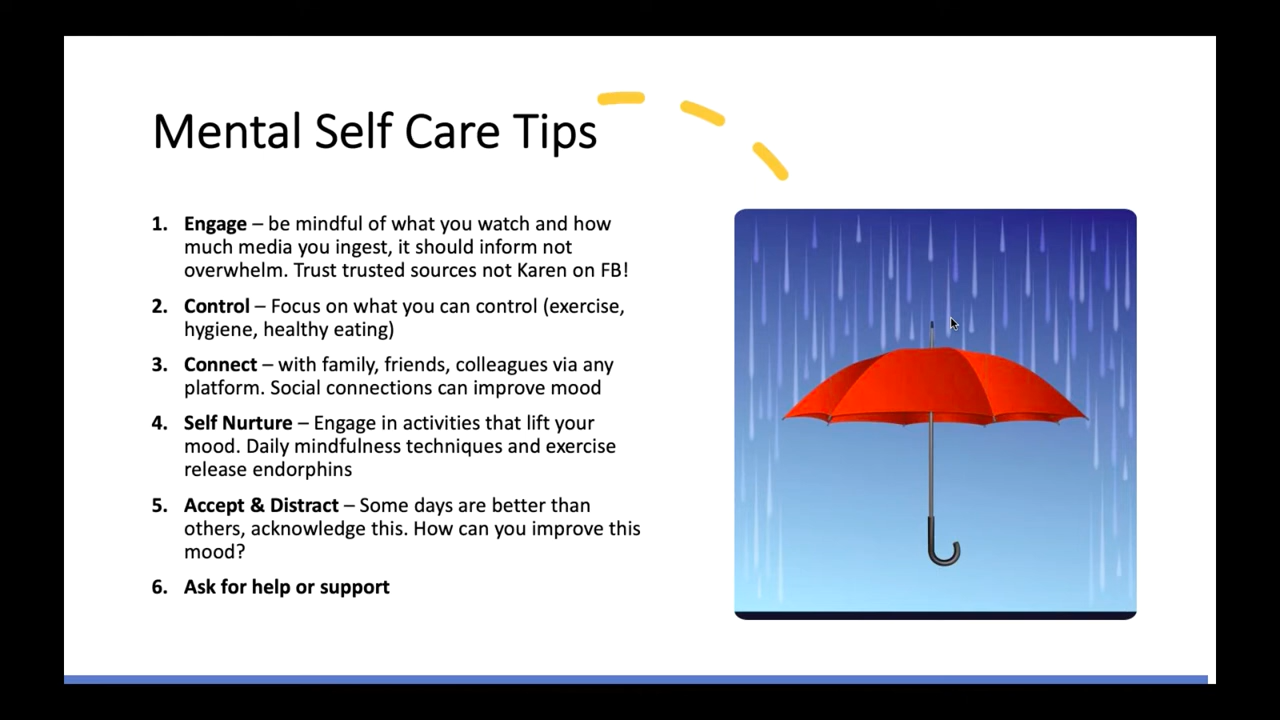 Mental Self Care Tips
1. Engage – be mindful of what you watch and how
much media you ingest, it should inform not
overwhelm. Trust trusted sources not Karen on FB!
2. Control – Focus on what you can control (exercise,
hygiene, healthy eating)
3. Connect – with family, friends, colleagues via any
platform. Social connections can improve mood
4. Self Nurture – Engage in activities that lift your
mood. Daily mindfulness techniques and exercise
release endorphins
5. Accept & Distract – Some days are better than
others, acknowledge this. How can you improve this
mood?
6. Ask for help or support